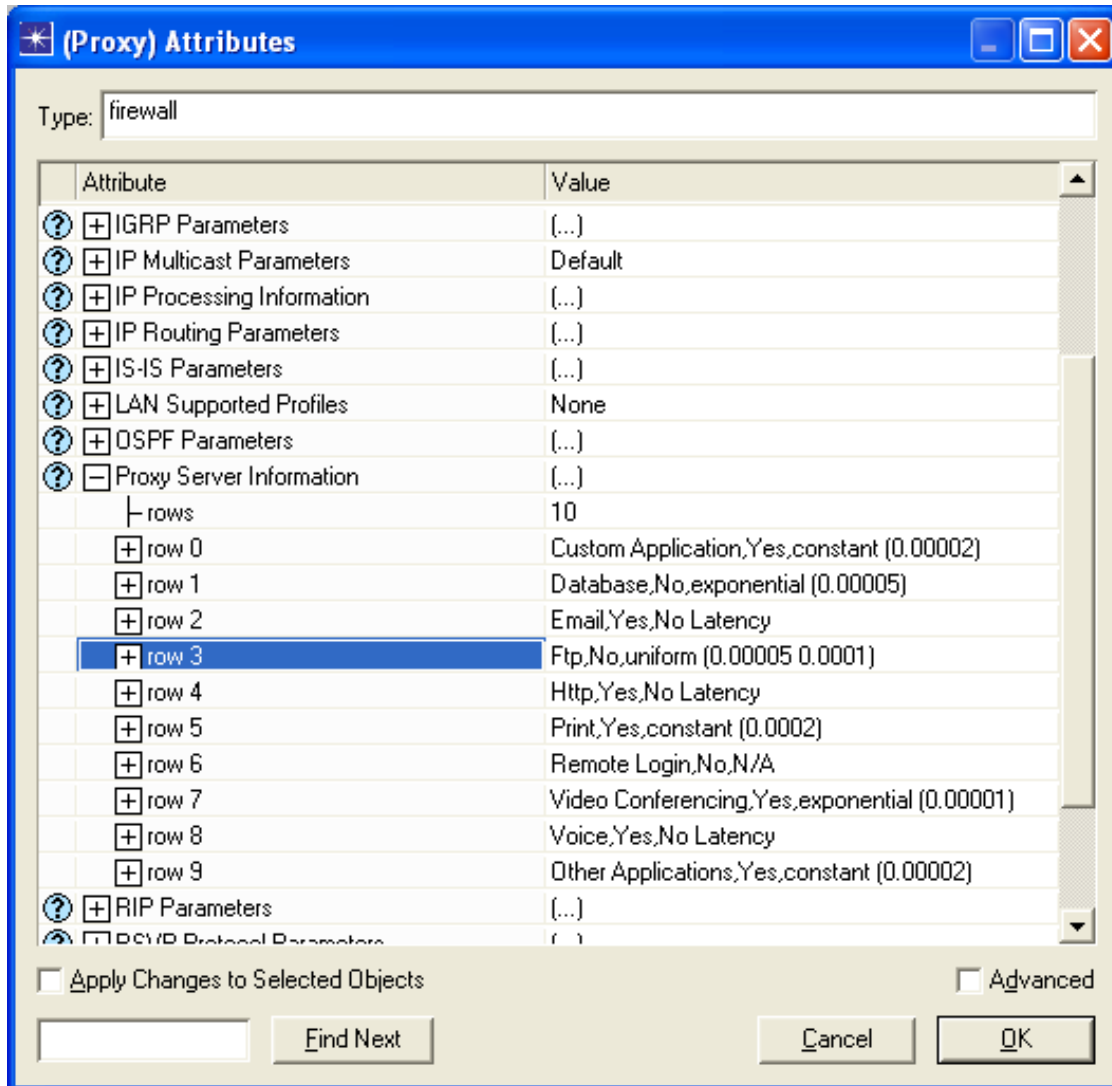 (Proxy) Attributes
Type: firewall
Attribute Value
IGRP Parameters (...)
IP Multicast Parameters Default
IP Processing Information (...)
IP Routing Parameters (...)
IS-IS Parameters (...)
LAN Supported Profiles None
OSPF Parameters (...)
Proxy Server Information (...)
rows 10
row 0 Custom Application,Yes,constant (0.00002)
row 1 Database,No,exponential (0.00005)
row 2 Email,Yes,No Latency
row 3 Ftp,No,uniform (0.00005 0.0001)
row 4 Http,Yes,No Latency
row 5 Print,Yes,constant (0.0002)
row 6 Remote Login,No,N/A
row 7 Video Conferencing,Yes,exponential (0.00001)
row 8 Voice,Yes,No Latency
row 9 Other Applications,Yes,constant (0.00002)
RIP Parameters (...)
RSVP Protocol Parameters (...)
Apply Changes to Selected Objects Advanced
Find Next Cancel OK